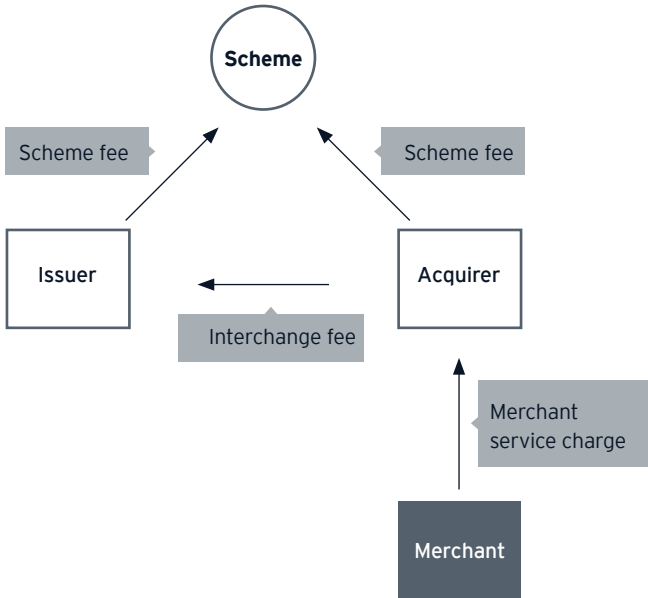 Scheme
Scheme fee
Scheme fee
Issuer
Acquirer
Interchange fee
Merchant
service charge
Merchant